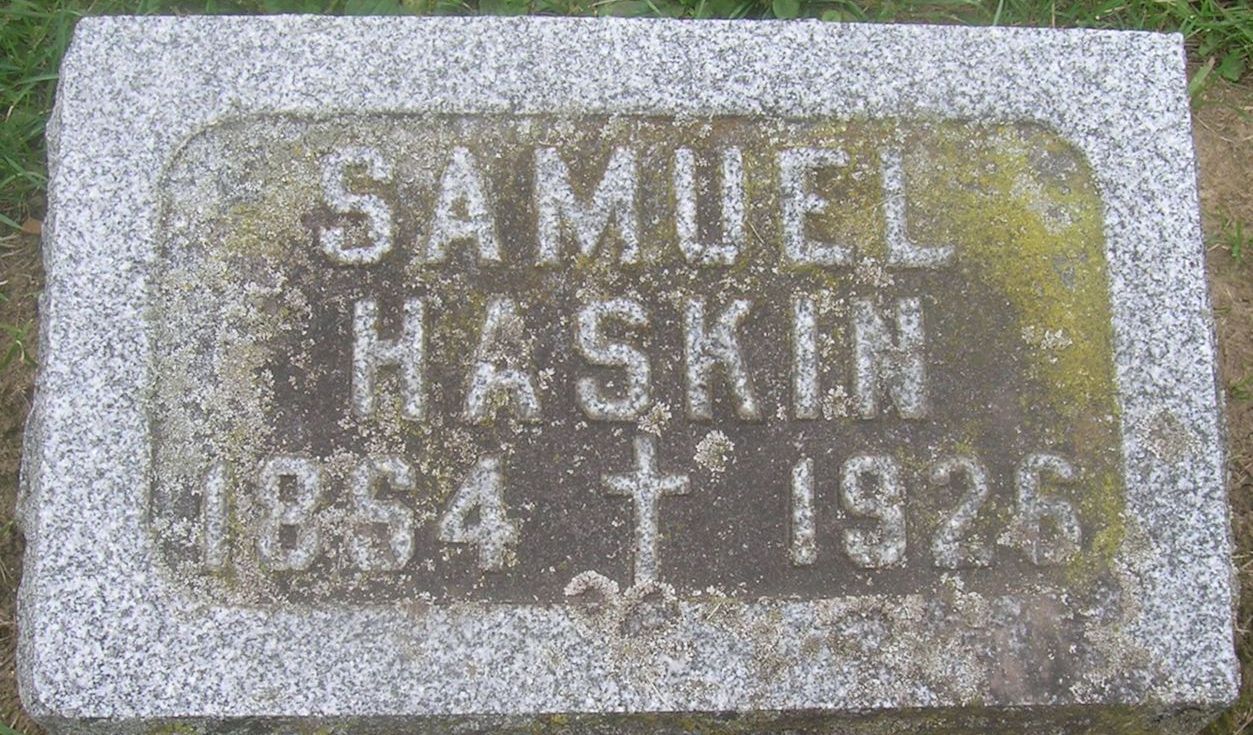 SAMUEL
HASKIN
1864 † 1926